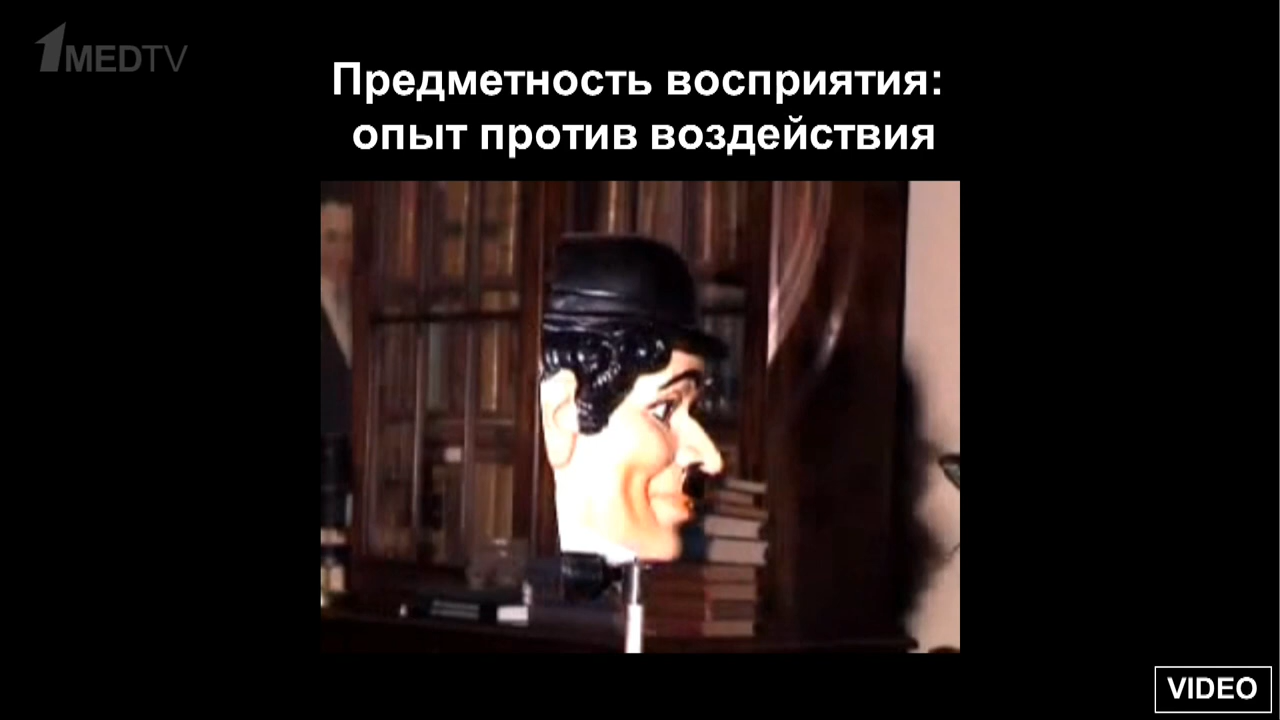 1MEDTV
Предметность восприятия:
опыт против воздействия
VIDEO